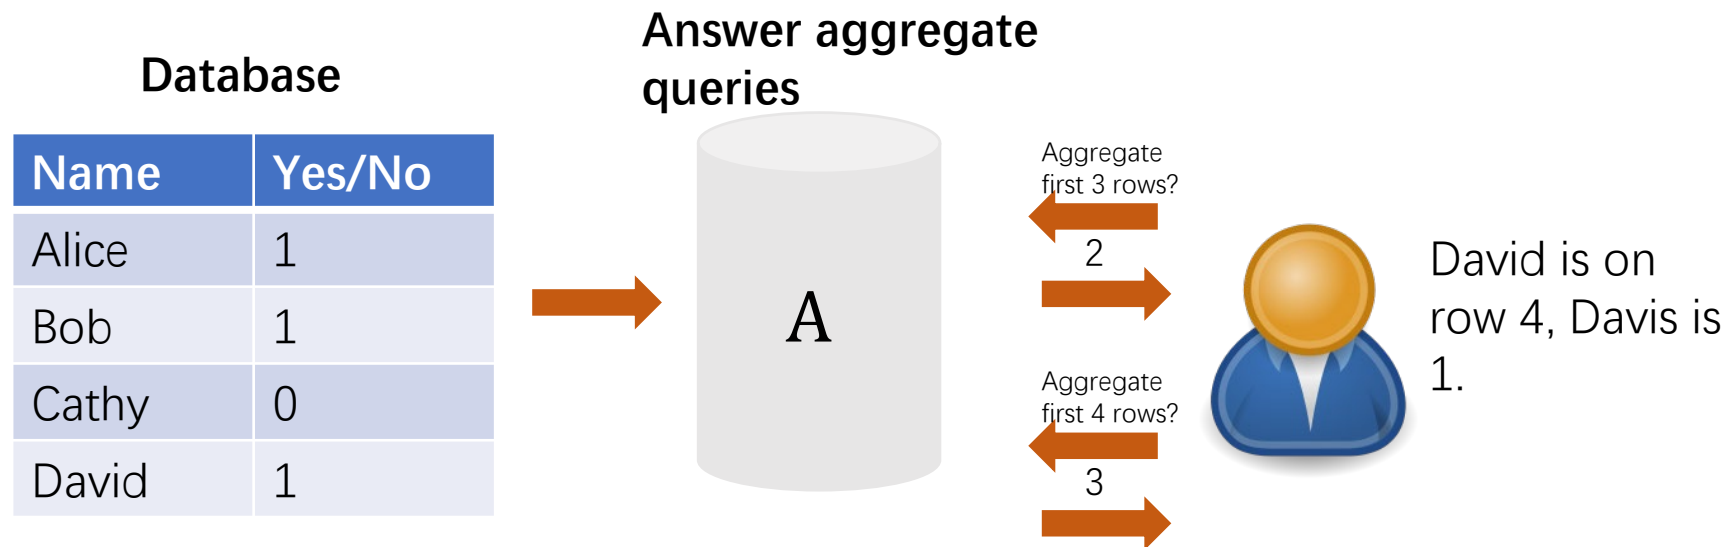 Database
Name Yes/No
Alice 1
Bob 1
Cathy 0
David 1
Answer aggregate
queries
A
Aggregate
first 3 rows?
2
Aggregate
first 4 rows?
3
David is on
row 4, Davis is
1.